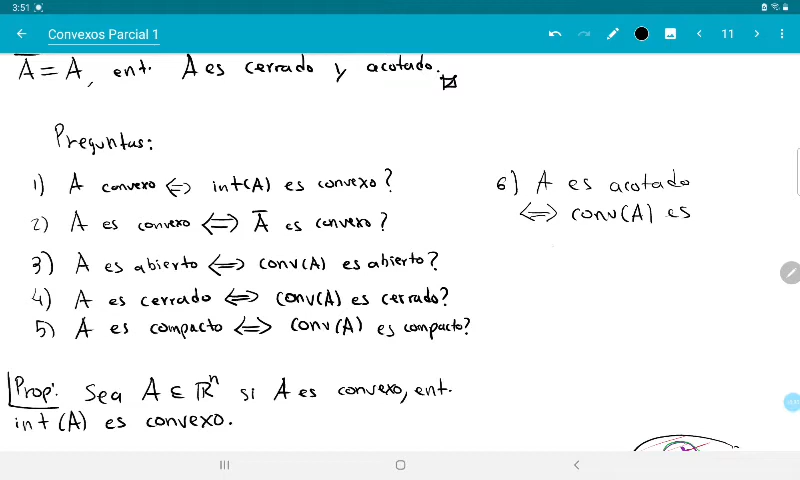 3:51
Convexos Parcial 1
11
Ā = A, ent. A es cerrado y acotado.
Preguntas:
1) A convexo <=> int(A) es convexo?
2) A es convexo <=> Ā es convexo?
3) A es abierto <=> conv(A) es abierto?
4) A es cerrado <=> conv(A) es cerrado?
5) A es compacto <=> conv(A) es compacto?
6) A es acotado
<=> conv(A) es
Prop: Sea A ∈ ℝⁿ si A es convexo, ent.
int(A) es convexo.